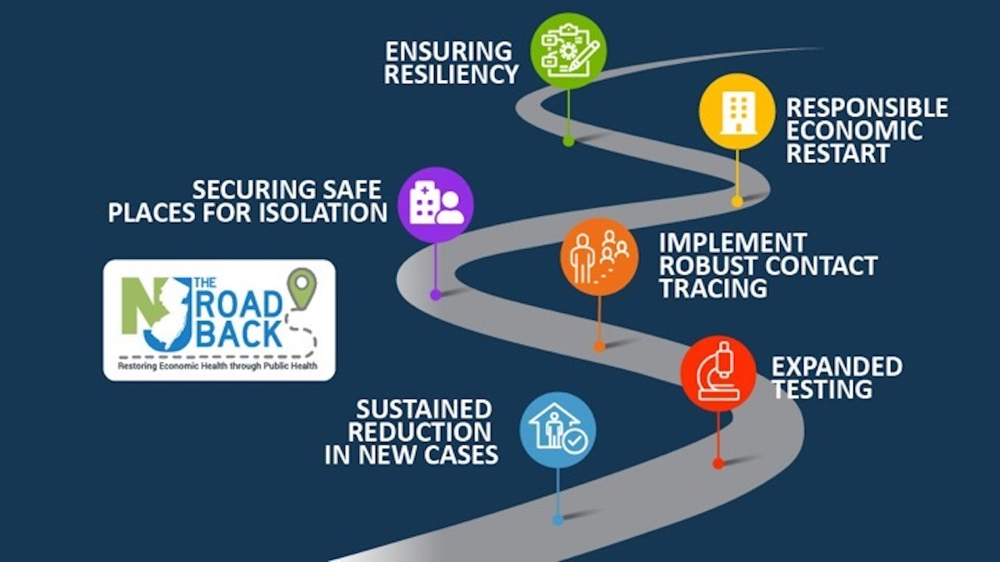 ENSURING
RESILIENCY
RESPONSIBLE
ECONOMIC
RESTART
SECURING SAFE
PLACES FOR ISOLATION
IMPLEMENT
ROBUST CONTACT
TRACING
NJ THE
ROAD
BACK
Restoring Economic Health through Public Health
EXPANDED
TESTING
SUSTAINED
REDUCTION
IN NEW CASES